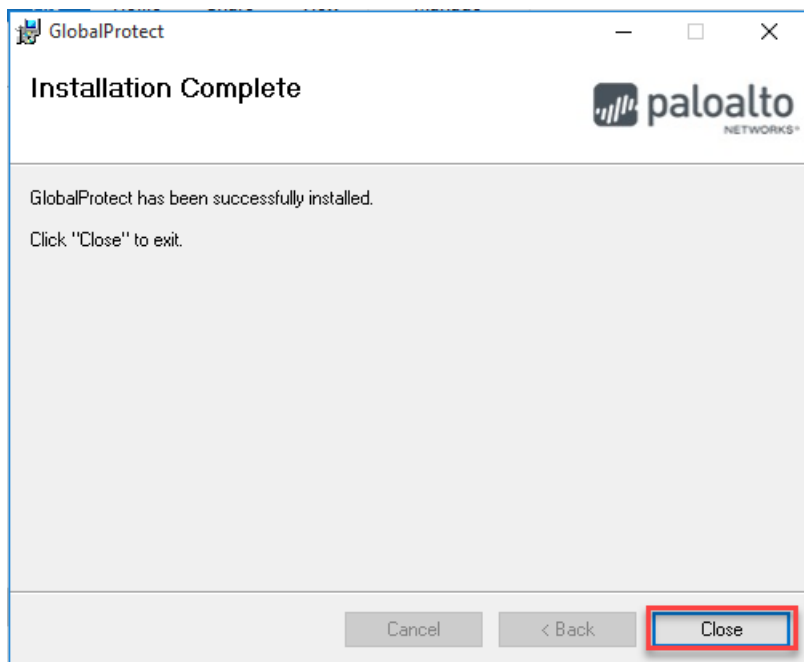 GlobalProtect
Installation Complete
paloalto
NETWORKS®
GlobalProtect has been successfully installed.
Click "Close" to exit.
Cancel
< Back
Close